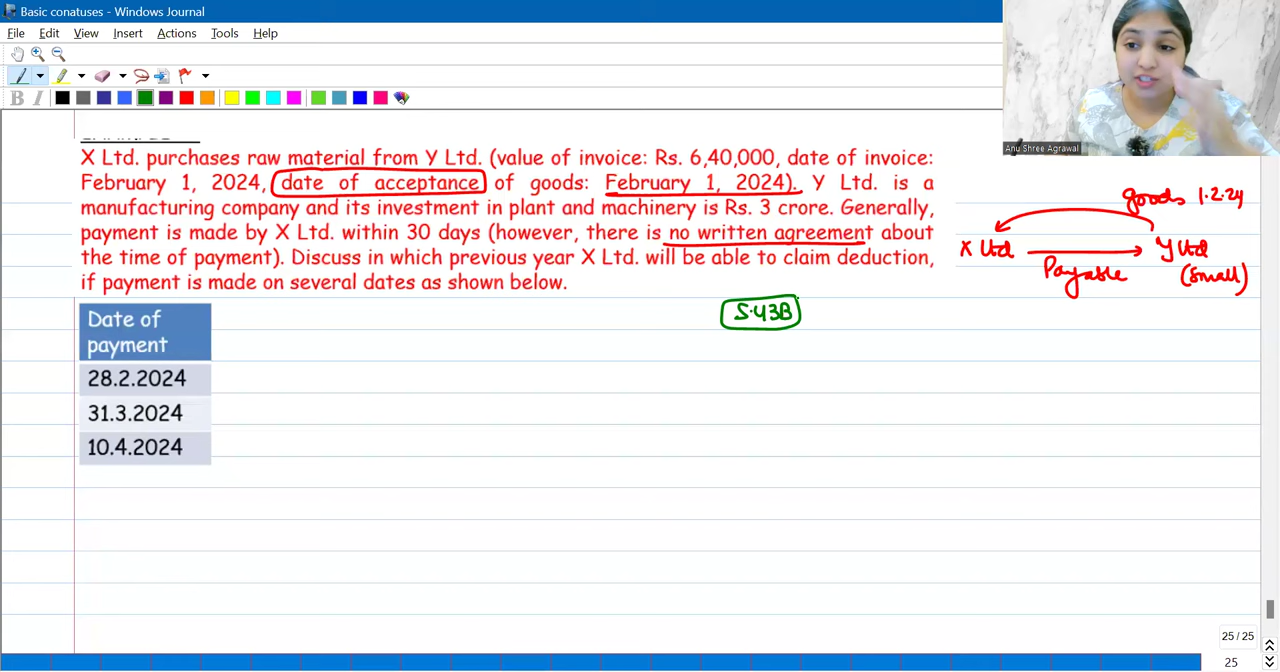 Basic conatuses - Windows Journal
File Edit View Insert Actions Tools Help
B I
Anu Shree Agrawal
X Ltd. purchases raw material from Y Ltd. (value of invoice: Rs. 6,40,000, date of invoice:
February 1, 2024, date of acceptance of goods: February 1, 2024). Y Ltd. is a
manufacturing company and its investment in plant and machinery is Rs. 3 crore. Generally,
payment is made by X Ltd. within 30 days (however, there is no written agreement about
the time of payment). Discuss in which previous year X Ltd. will be able to claim deduction,
if payment is made on several dates as shown below.
goods 1.2.24
X Ltd Y Ltd
Payable (Small)
S.43B
Date of
payment
28.2.2024
31.3.2024
10.4.2024
25 / 25
25